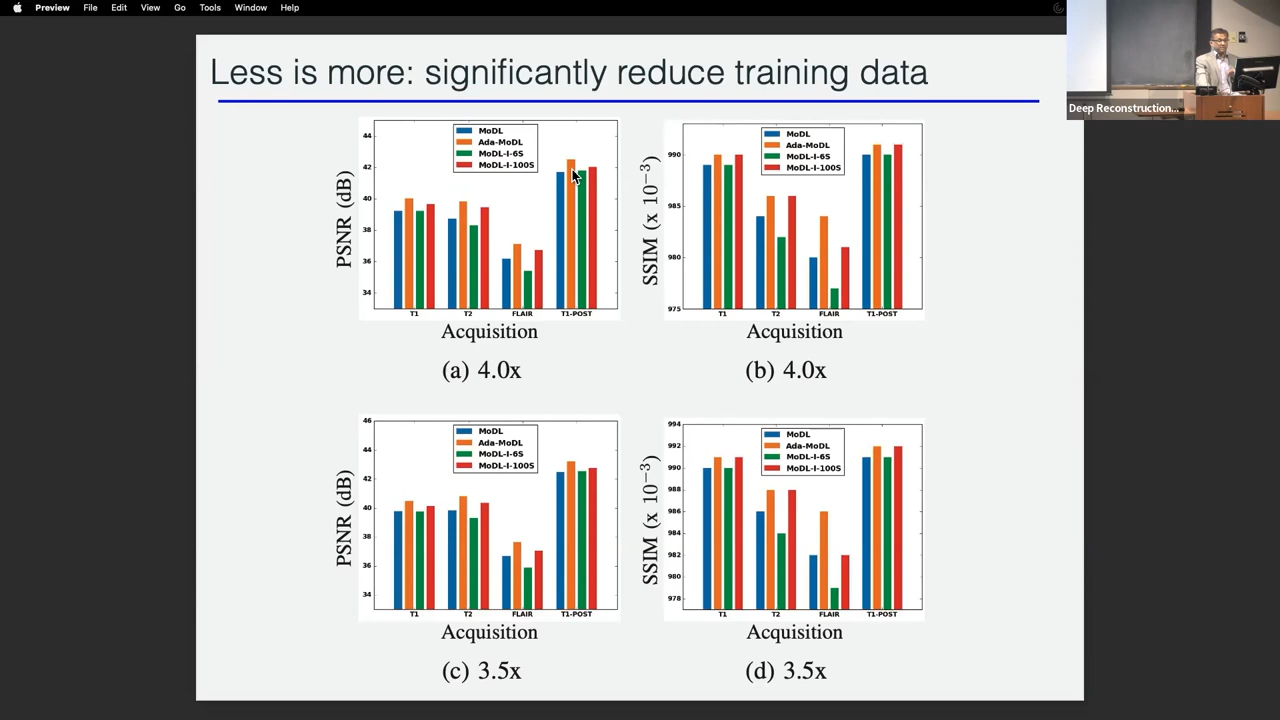 Preview File Edit View Go Tools Window Help
Deep Reconstruction...
Less is more: significantly reduce training data
MoDL
Ada-MoDL
MoDL-I-6S
MoDL-I-100S
44
42
40
38
36
34
PSNR (dB)
T1 T2 FLAIR T1-POST
Acquisition
(a) 4.0x
MoDL
Ada-MoDL
MoDL-I-6S
MoDL-I-100S
990
985
980
975
SSIM (x 10⁻³)
T1 T2 FLAIR T1-POST
Acquisition
(b) 4.0x
MoDL
Ada-MoDL
MoDL-I-6S
MoDL-I-100S
46
44
42
40
38
36
34
PSNR (dB)
T1 T2 FLAIR T1-POST
Acquisition
(c) 3.5x
MoDL
Ada-MoDL
MoDL-I-6S
MoDL-I-100S
994
992
990
988
986
984
982
980
978
SSIM (x 10⁻³)
T1 T2 FLAIR T1-POST
Acquisition
(d) 3.5x